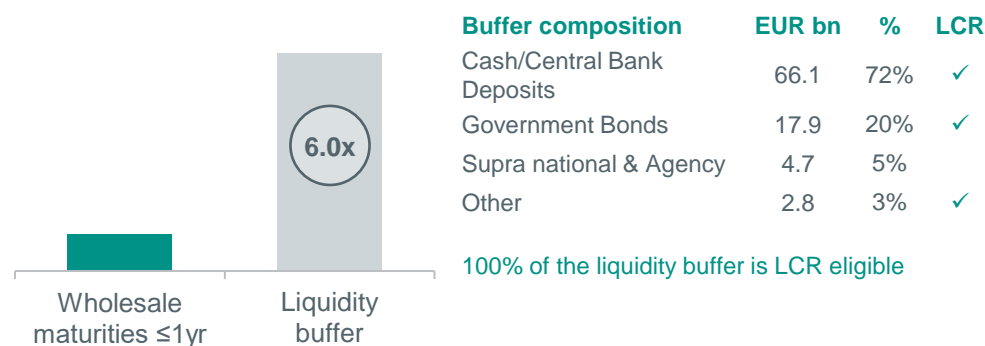 Buffer composition EUR bn % LCR
Cash/Central Bank
Deposits 66.1 72% ✓
Government Bonds 17.9 20% ✓
Supra national & Agency 4.7 5%
Other 2.8 3% ✓
100% of the liquidity buffer is LCR eligible
6.0x
Wholesale
maturities ≤1yr
Liquidity
buffer